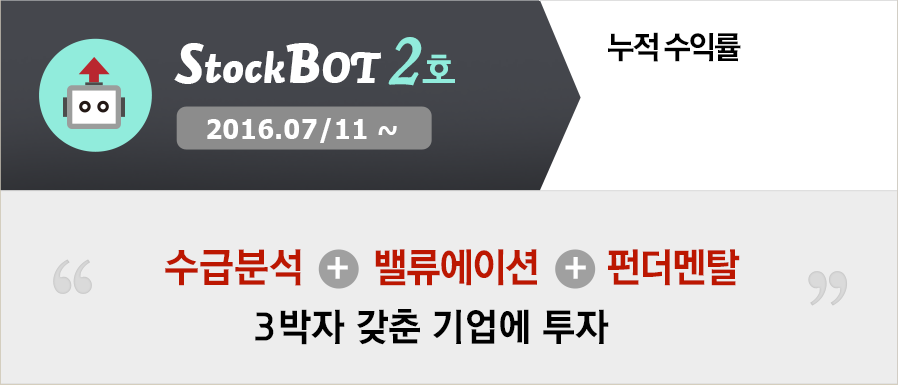 StockBOT 2호
2016.07/11 ~
누적 수익률
“ 수급분석 + 밸류에이션 + 펀더멘탈 ”
3박자 갖춘 기업에 투자